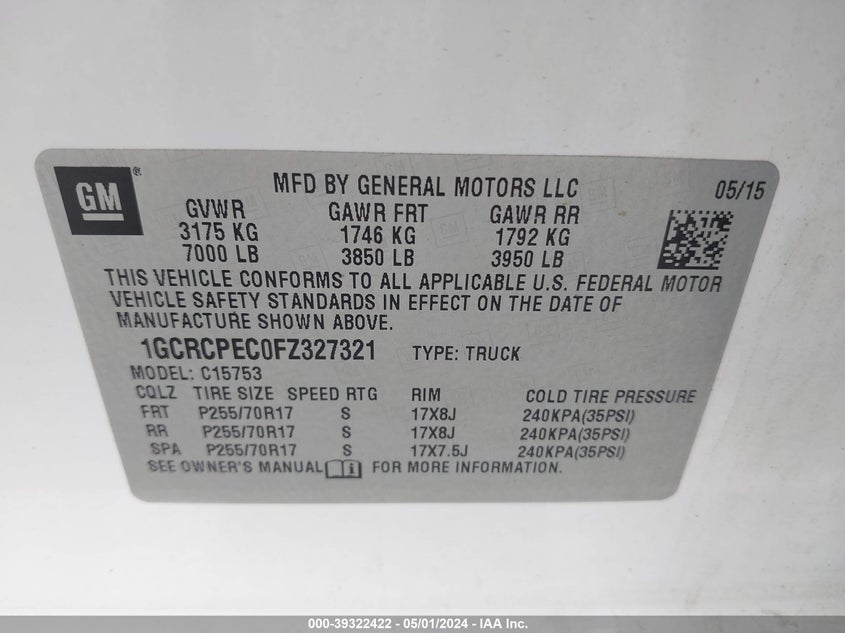 GM®
MFD BY GENERAL MOTORS LLC 05/15
GVWR GAWR FRT GAWR RR
3175 KG 1746 KG 1792 KG
7000 LB 3850 LB 3950 LB
THIS VEHICLE CONFORMS TO ALL APPLICABLE U.S. FEDERAL MOTOR
VEHICLE SAFETY STANDARDS IN EFFECT ON THE DATE OF
MANUFACTURE SHOWN ABOVE.
1GCRCPEC0FZ327321 TYPE: TRUCK
MODEL: C15753
CQLZ TIRE SIZE SPEED RTG RIM COLD TIRE PRESSURE
FRT P255/70R17 S 17X8J 240KPA(35PSI)
RR P255/70R17 S 17X8J 240KPA(35PSI)
SPA P255/70R17 S 17X7.5J 240KPA(35PSI)
SEE OWNER'S MANUAL FOR MORE INFORMATION.
000-39322422 - 05/01/2024 - IAA Inc.